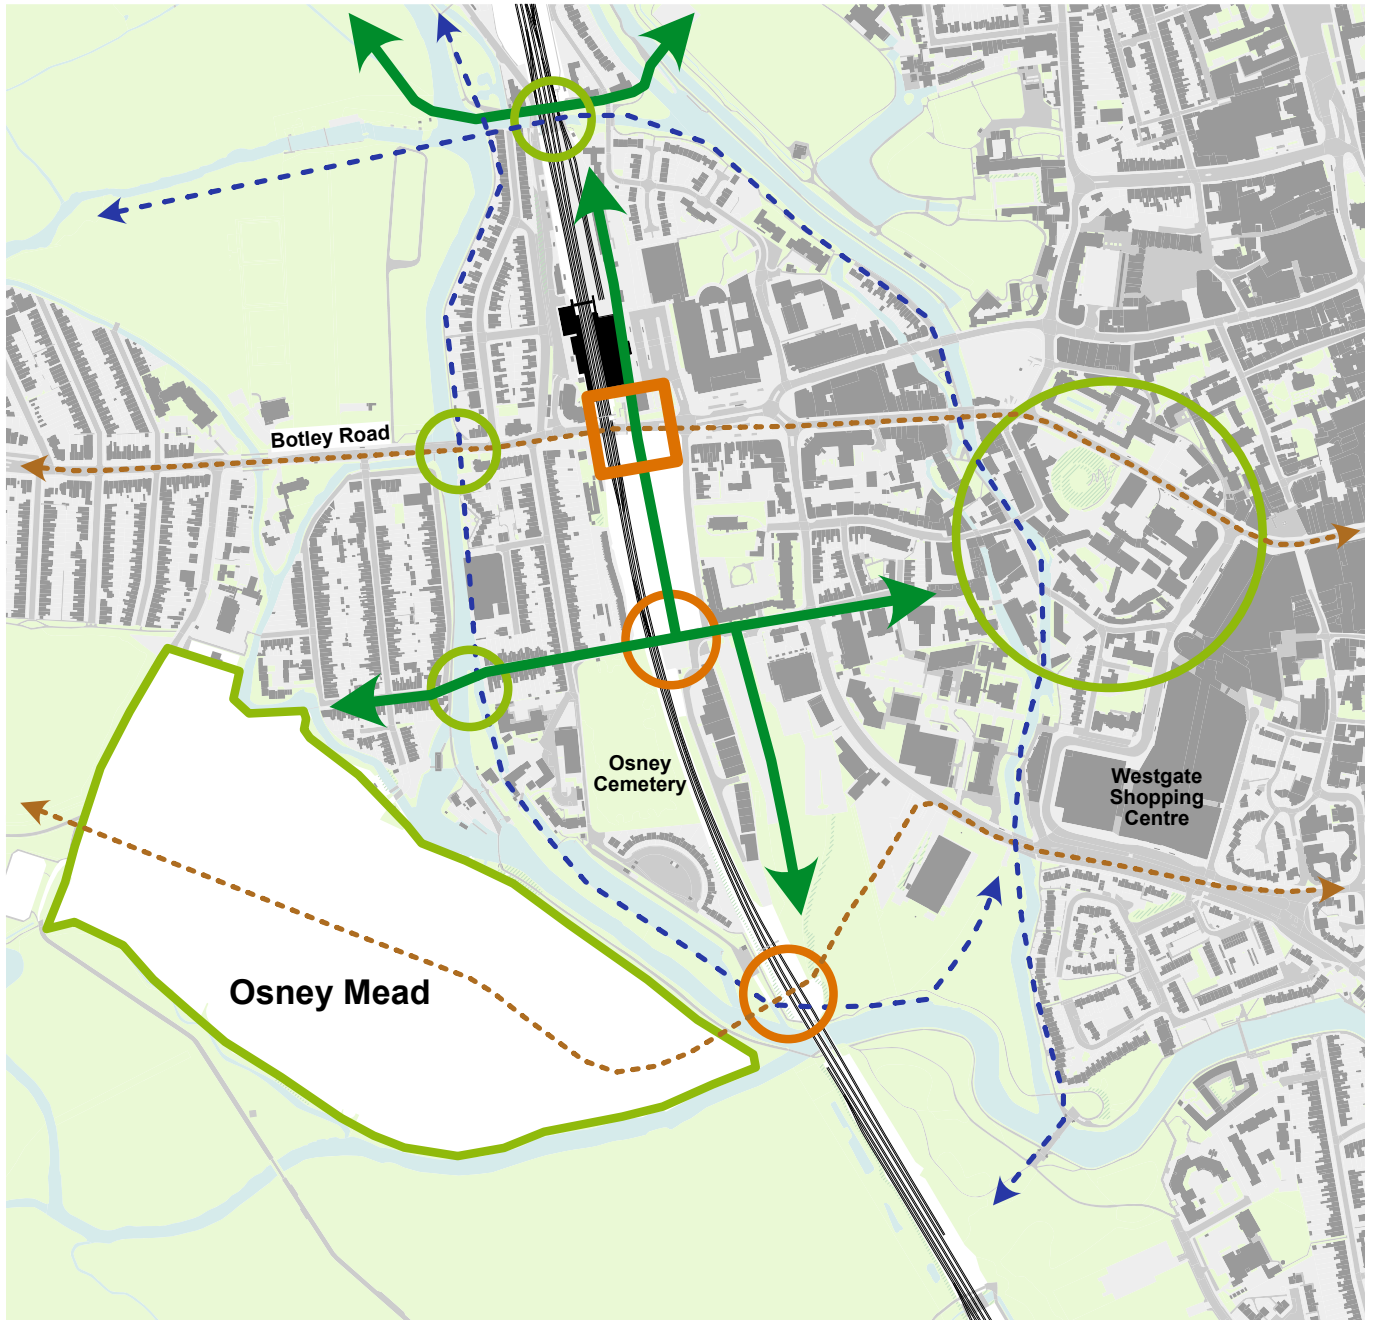 Botley Road
Osney
Cemetery
Westgate
Shopping
Centre
Osney Mead